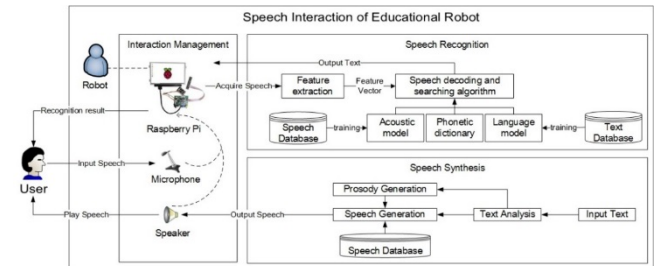 Speech Interaction of Educational Robot
Interaction Management
Robot
Raspberry Pi
Microphone
Speaker
User
Recognition result
Input Speech
Play Speech
Speech Recognition
Output Text
Acquire Speech
Feature
extraction
Feature
Vector
Speech decoding and
searching algorithm
Speech
Database
training
Acoustic
model
Phonetic
dictionary
Language
model
training
Text
Database
Speech Synthesis
Prosody Generation
Output Speech
Speech Generation
Text Analysis
Input Text
Speech Database